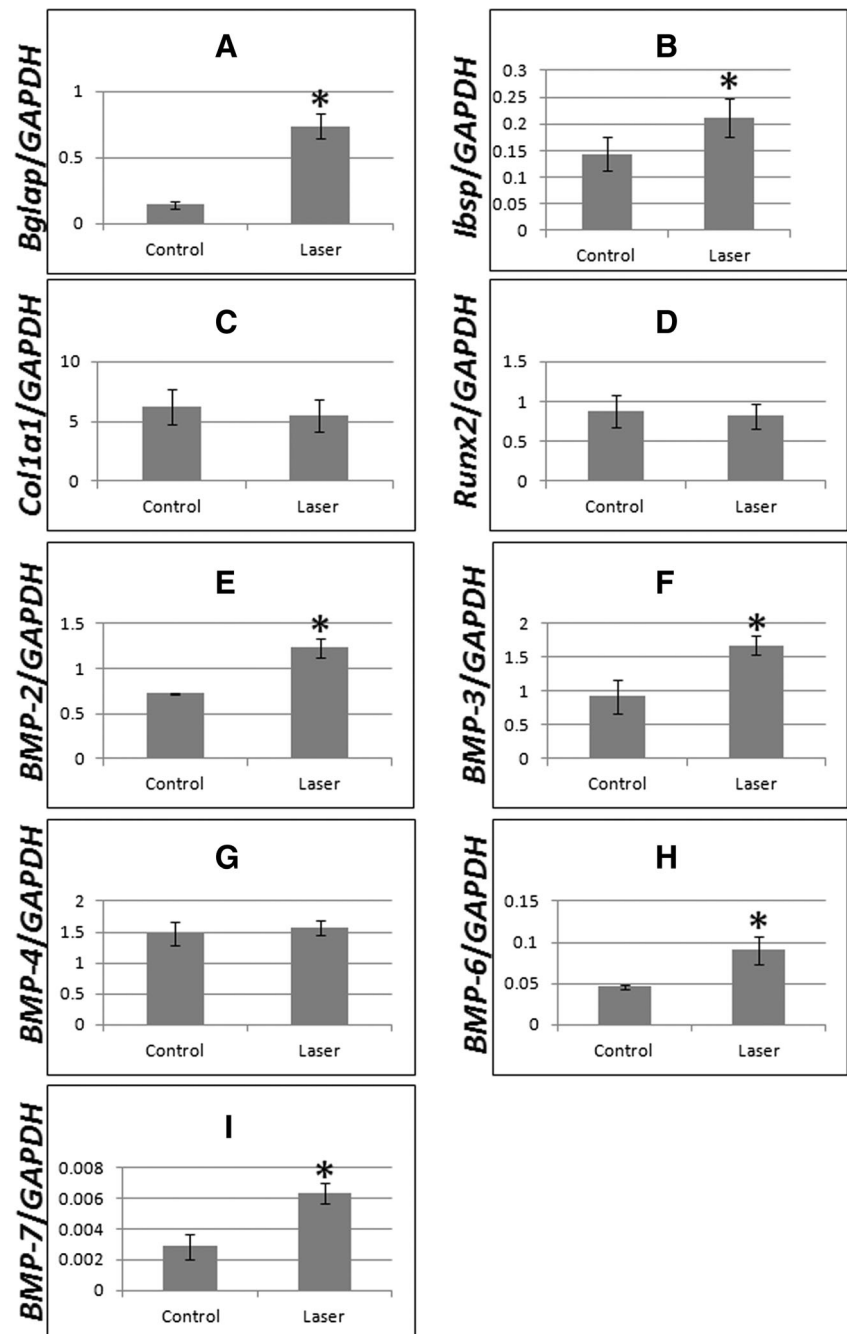 A
Bglap/GAPDH
1
0.5
0
*
Control Laser
B
Ibsp/GAPDH
0.3
0.25
0.2
0.15
0.1
0.05
0
*
Control Laser
C
Col1a1/GAPDH
10
5
0
Control Laser
D
Runx2/GAPDH
1.5
1
0.5
0
Control Laser
E
BMP-2/GAPDH
1.5
1
0.5
0
*
Control Laser
F
BMP-3/GAPDH
2
1.5
1
0.5
0
*
Control Laser
G
BMP-4/GAPDH
2
1.5
1
0.5
0
Control Laser
H
BMP-6/GAPDH
0.15
0.1
0.05
0
*
Control Laser
I
BMP-7/GAPDH
0.008
0.006
0.004
0.002
0
*
Control Laser